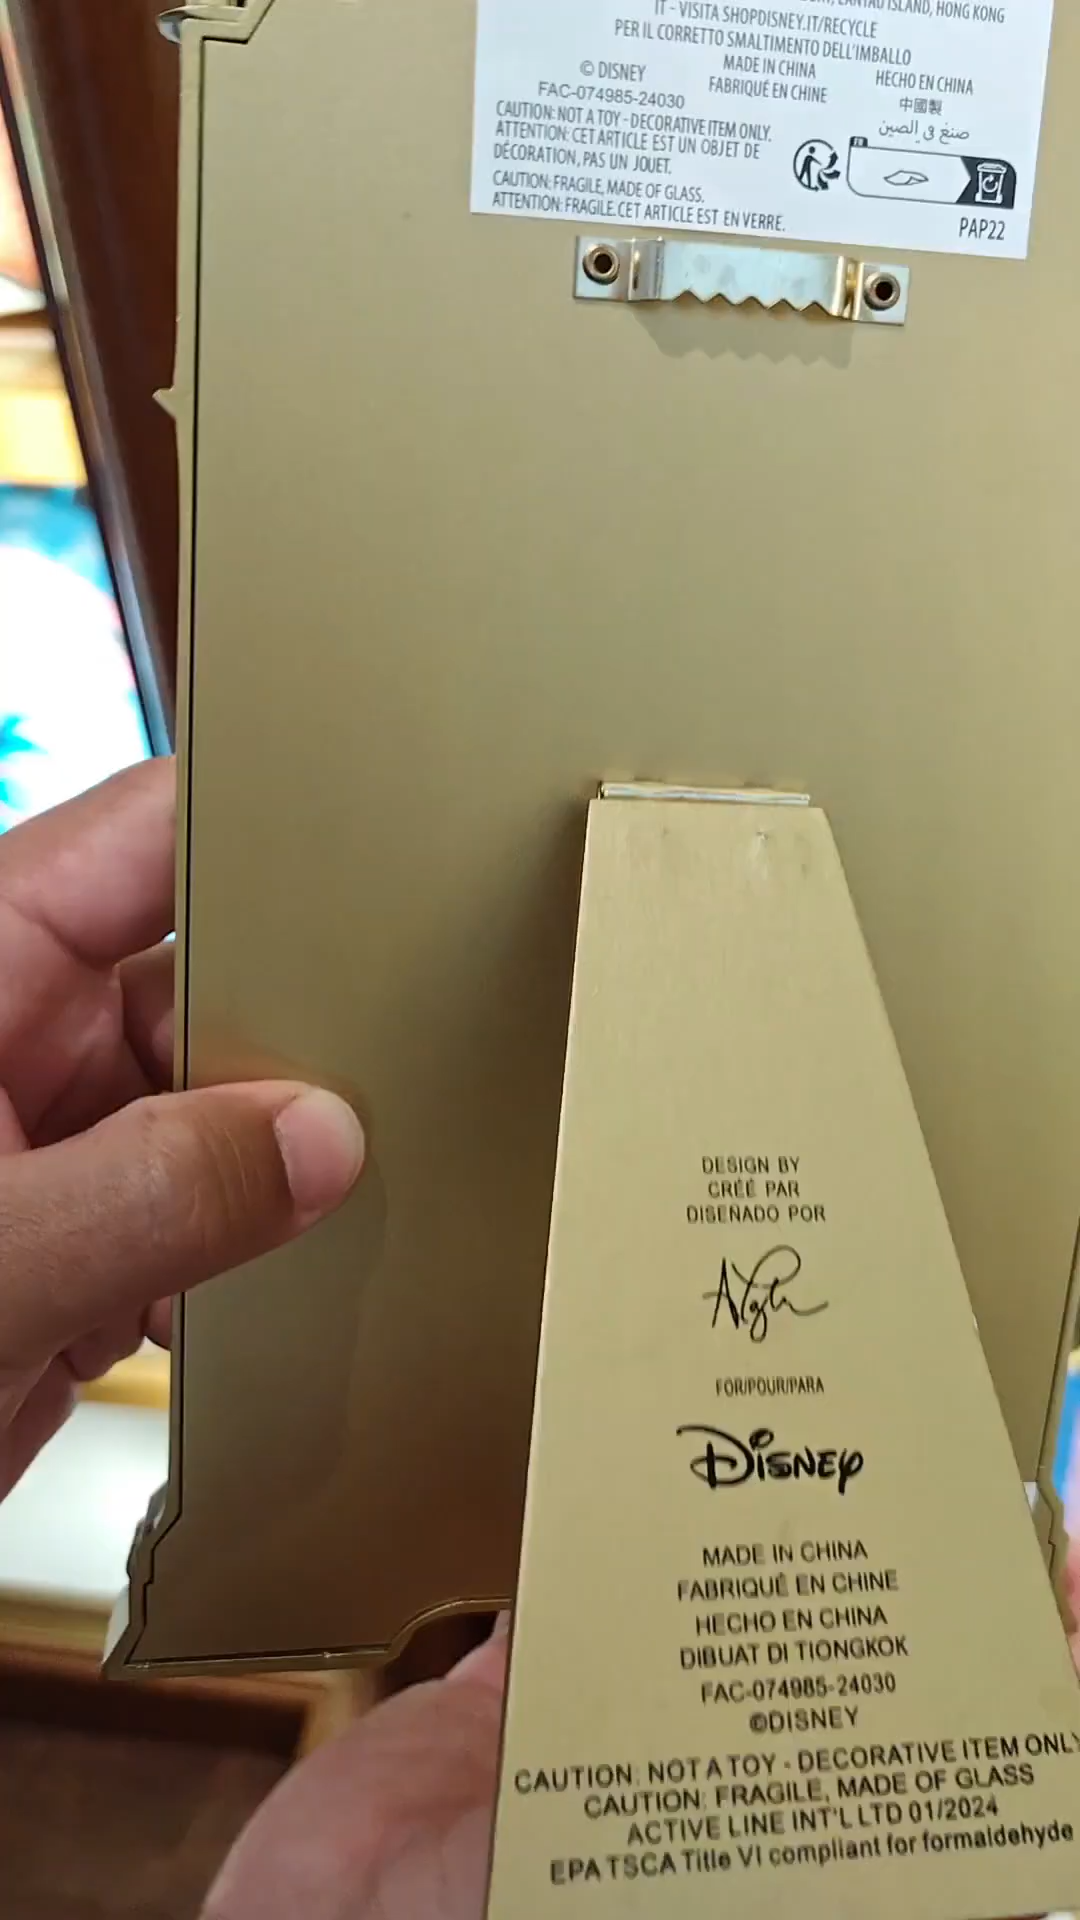 ISLAND, HONG KONG
IT - VISITA SHOPDISNEY.IT/RECYCLE
PER IL CORRETTO SMALTIMENTO DELL'IMBALLO
© DISNEY
FAC-074985-24030
MADE IN CHINA
FABRIQUÉ EN CHINE
HECHO EN CHINA
中國製
صنع في الصين
CAUTION: NOT A TOY - DECORATIVE ITEM ONLY.
ATTENTION: CET ARTICLE EST UN OBJET DE
DÉCORATION, PAS UN JOUET.
CAUTION: FRAGILE, MADE OF GLASS.
ATTENTION: FRAGILE. CET ARTICLE EST EN VERRE.
FR
PAP22
DESIGN BY
CRÉÉ PAR
DISEÑADO POR
FOR/POUR/PARA
Disney
MADE IN CHINA
FABRIQUÉ EN CHINE
HECHO EN CHINA
DIBUAT DI TIONGKOK
FAC-074985-24030
©DISNEY
CAUTION: NOT A TOY - DECORATIVE ITEM ONLY
CAUTION: FRAGILE, MADE OF GLASS
ACTIVE LINE INT'L LTD 01/2024
EPA TSCA Title VI compliant for formaldehyde